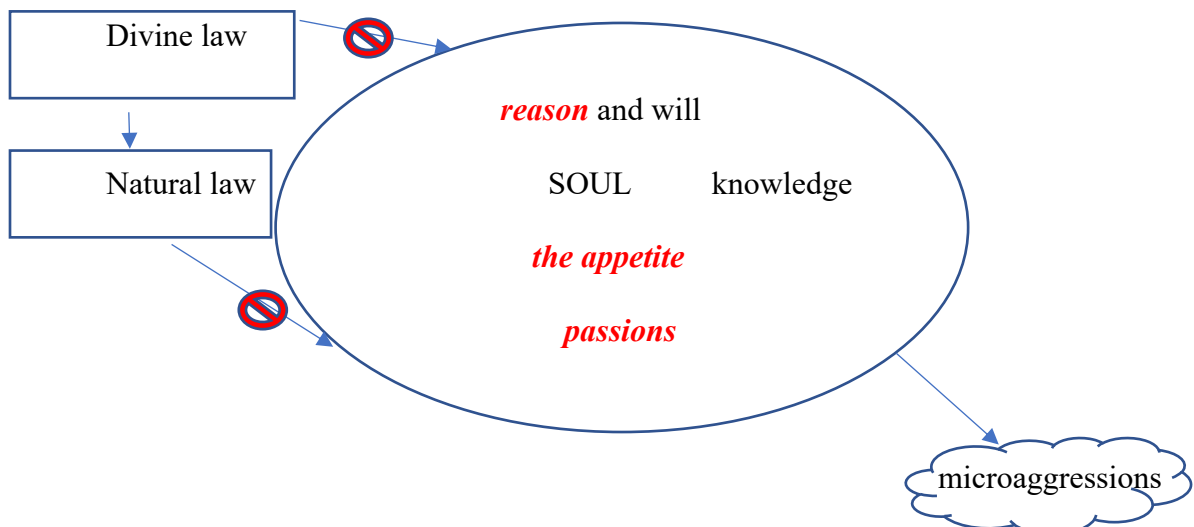 Divine law
reason and will
Natural law
SOUL knowledge
the appetite
passions
microaggressions